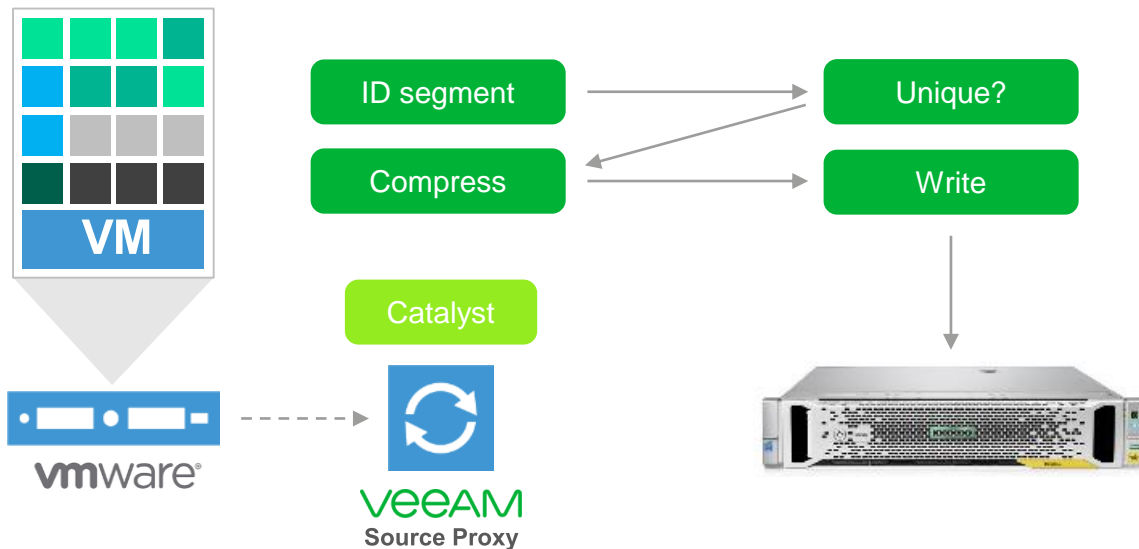 ID segment
Unique?
Compress
Write
VM
Catalyst
vmware®
veeAM
Source Proxy